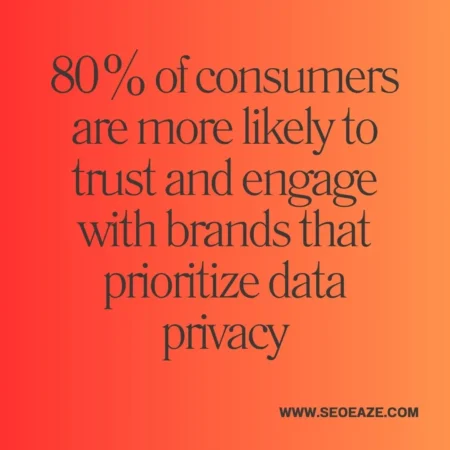 80% of consumers
are more likely to
trust and engage
with brands that
prioritize data
privacy
WWW.SEOEAZE.COM